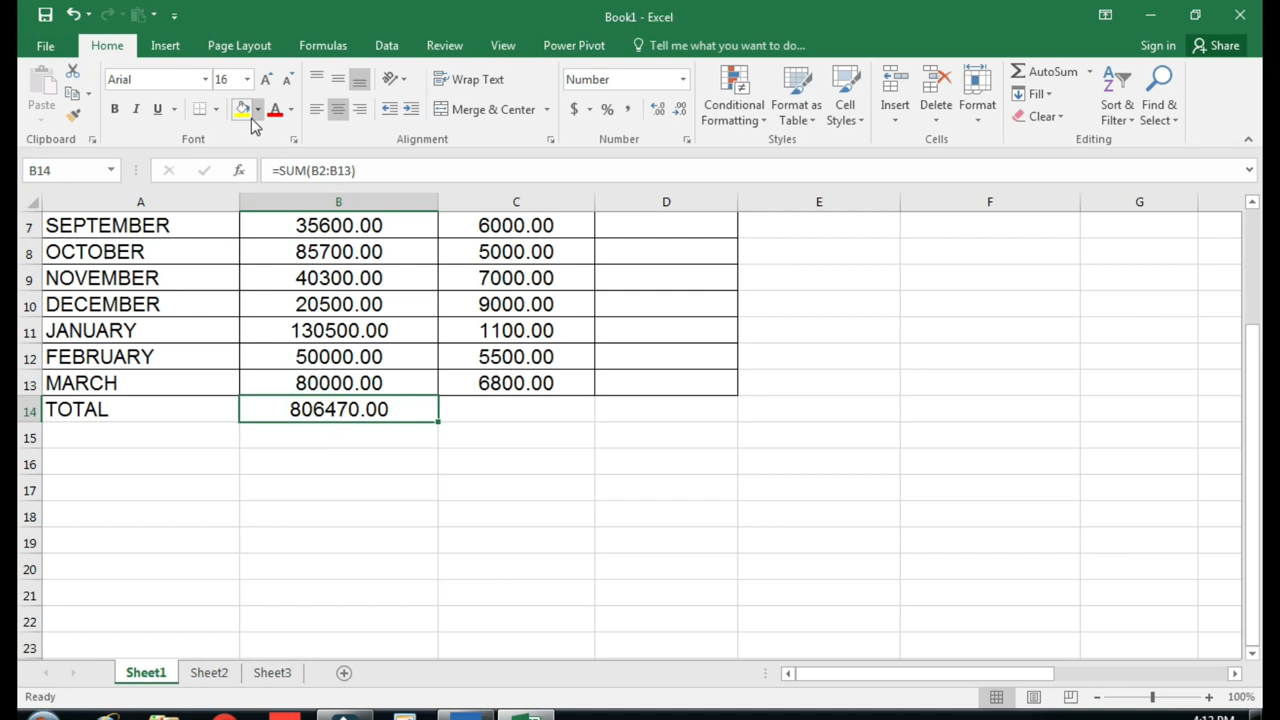 Book1 - Excel
File Home Insert Page Layout Formulas Data Review View Power Pivot Tell me what you want to do... Sign in Share
Paste
Clipboard
Arial 16
B I U A
Font
Wrap Text
Merge & Center
Alignment
Number
$ % ,
Number
Conditional Formatting
Format as Table
Cell Styles
Styles
Insert Delete Format
Cells
AutoSum
Fill
Clear
Sort & Filter
Find & Select
Editing
B14 fx =SUM(B2:B13)
A B C D E F G
7 SEPTEMBER 35600.00 6000.00
8 OCTOBER 85700.00 5000.00
9 NOVEMBER 40300.00 7000.00
10 DECEMBER 20500.00 9000.00
11 JANUARY 130500.00 1100.00
12 FEBRUARY 50000.00 5500.00
13 MARCH 80000.00 6800.00
14 TOTAL 806470.00
15
16
17
18
19
20
21
22
23
Sheet1 Sheet2 Sheet3
Ready 100%